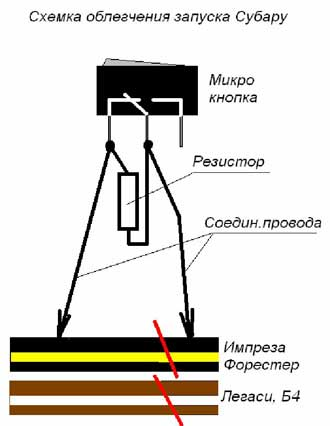 Схемка облегчения запуска Субару
Микро
кнопка
Резистор
Соедин.провода
Импреза
Форестер
Легаси, Б4